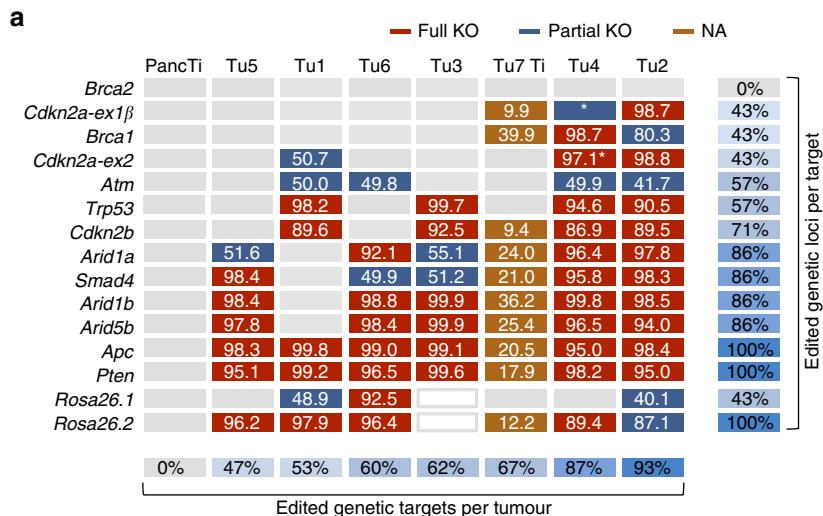 a
Full KO Partial KO NA
PancTi Tu5 Tu1 Tu6 Tu3 Tu7 Ti Tu4 Tu2
Brca2 0%
Cdkn2a-ex1β 9.9 * 98.7 43%
Brca1 39.9 98.7 80.3 43%
Cdkn2a-ex2 50.7 97.1* 98.8 43%
Atm 50.0 49.8 49.9 41.7 57%
Trp53 98.2 99.7 94.6 90.5 57%
Cdkn2b 89.6 92.5 9.4 86.9 89.5 71%
Arid1a 51.6 92.1 55.1 24.0 96.4 97.8 86%
Smad4 98.4 49.9 51.2 21.0 95.8 98.3 86%
Arid1b 98.4 98.8 99.9 36.2 99.8 98.5 86%
Arid5b 97.8 98.4 99.9 25.4 96.5 94.0 86%
Apc 98.3 99.8 99.0 99.1 20.5 95.0 98.4 100%
Pten 95.1 99.2 96.5 99.6 17.9 98.2 95.0 100%
Rosa26.1 48.9 92.5 40.1 43%
Rosa26.2 96.2 97.9 96.4 12.2 89.4 87.1 100%
Edited genetic loci per target
0% 47% 53% 60% 62% 67% 87% 93%
Edited genetic targets per tumour